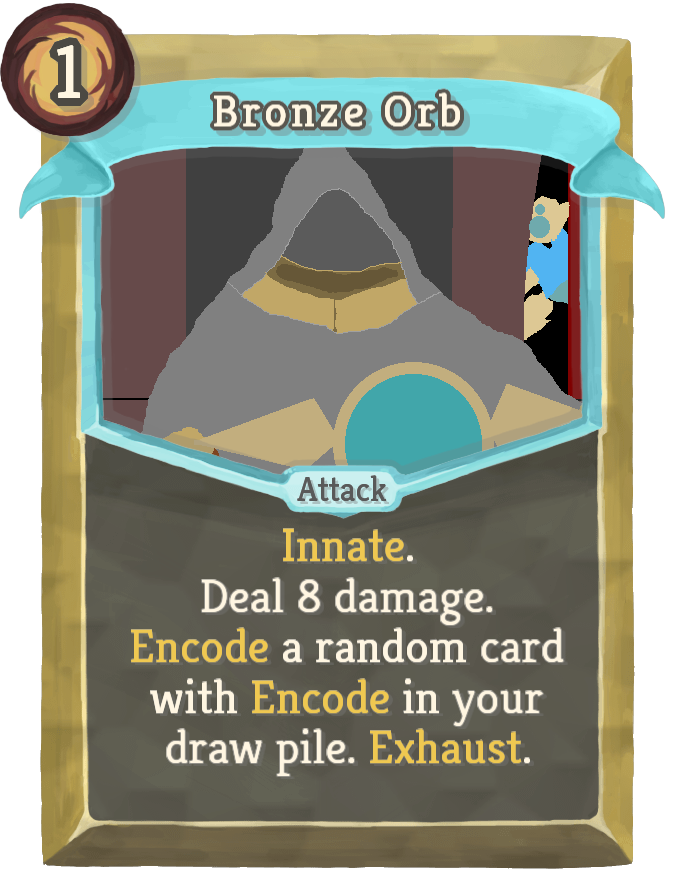 1
Bronze Orb
Attack
Innate.
Deal 8 damage.
Encode a random card
with Encode in your
draw pile. Exhaust.